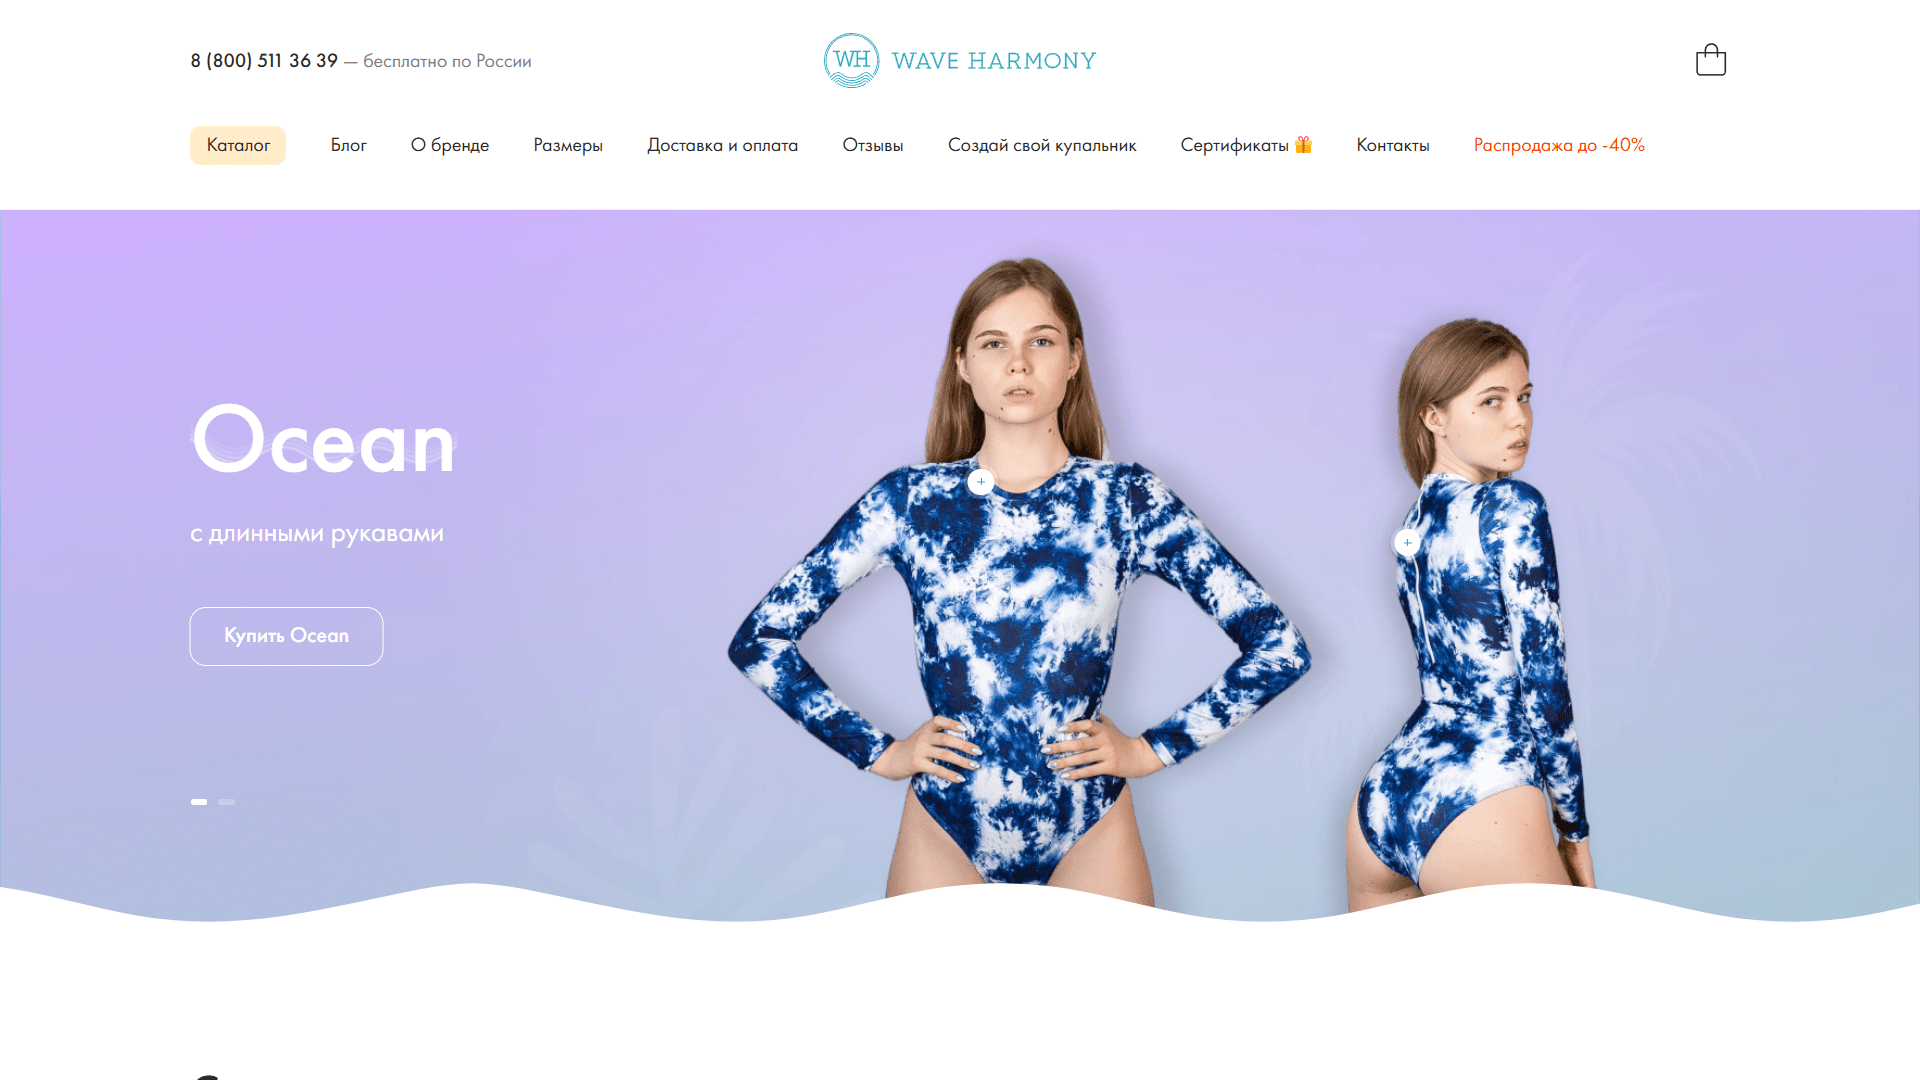 8 (800) 511 36 39 — бесплатно по России
WH WAVE HARMONY
Каталог Блог О бренде Размеры Доставка и оплата Отзывы Создай свой купальник Сертификаты Контакты Распродажа до -40%
Ocean
с длинными рукавами
Купить Ocean